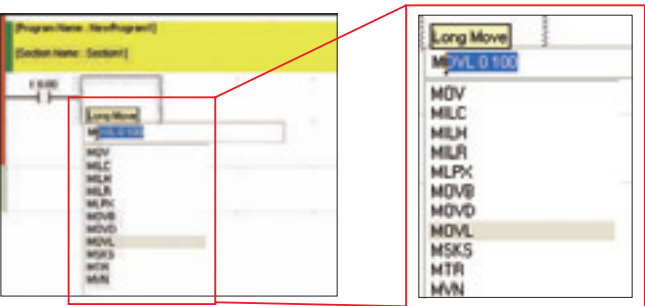 [Program Name : NewProgram1]
[Section Name : Section1]
I: 0.00
Long Move
MOVL 0 100
MOV
MILC
MILH
MILR
MLPX
MOVB
MOVD
MOVL
MSKS
MTR
MVN
Long Move
MOVL 0 100
MOV
MILC
MILH
MILR
MLPX
MOVB
MOVD
MOVL
MSKS
MTR
MVN